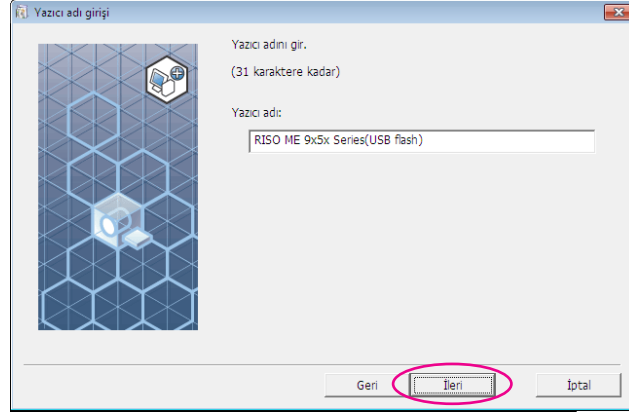 Yazıcı adı girişi
Yazıcı adını gir.
(31 karaktere kadar)
Yazıcı adı:
RISO ME 9x5x Series(USB flash)
Geri
İleri
İptal